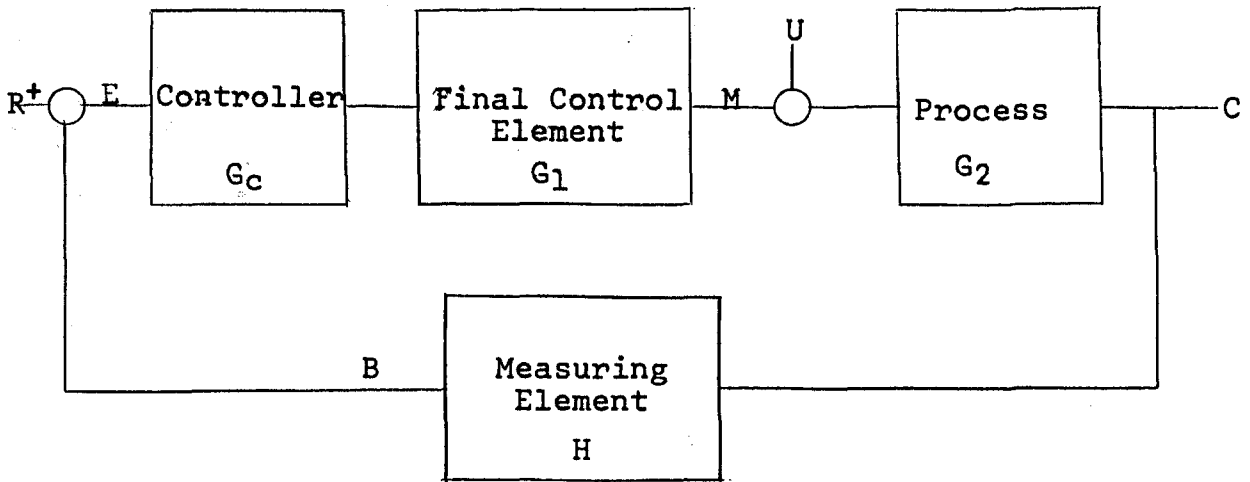 R+
E
Controller
Gc
Final Control
Element
G1
M
U
Process
G2
C
B
Measuring
Element
H